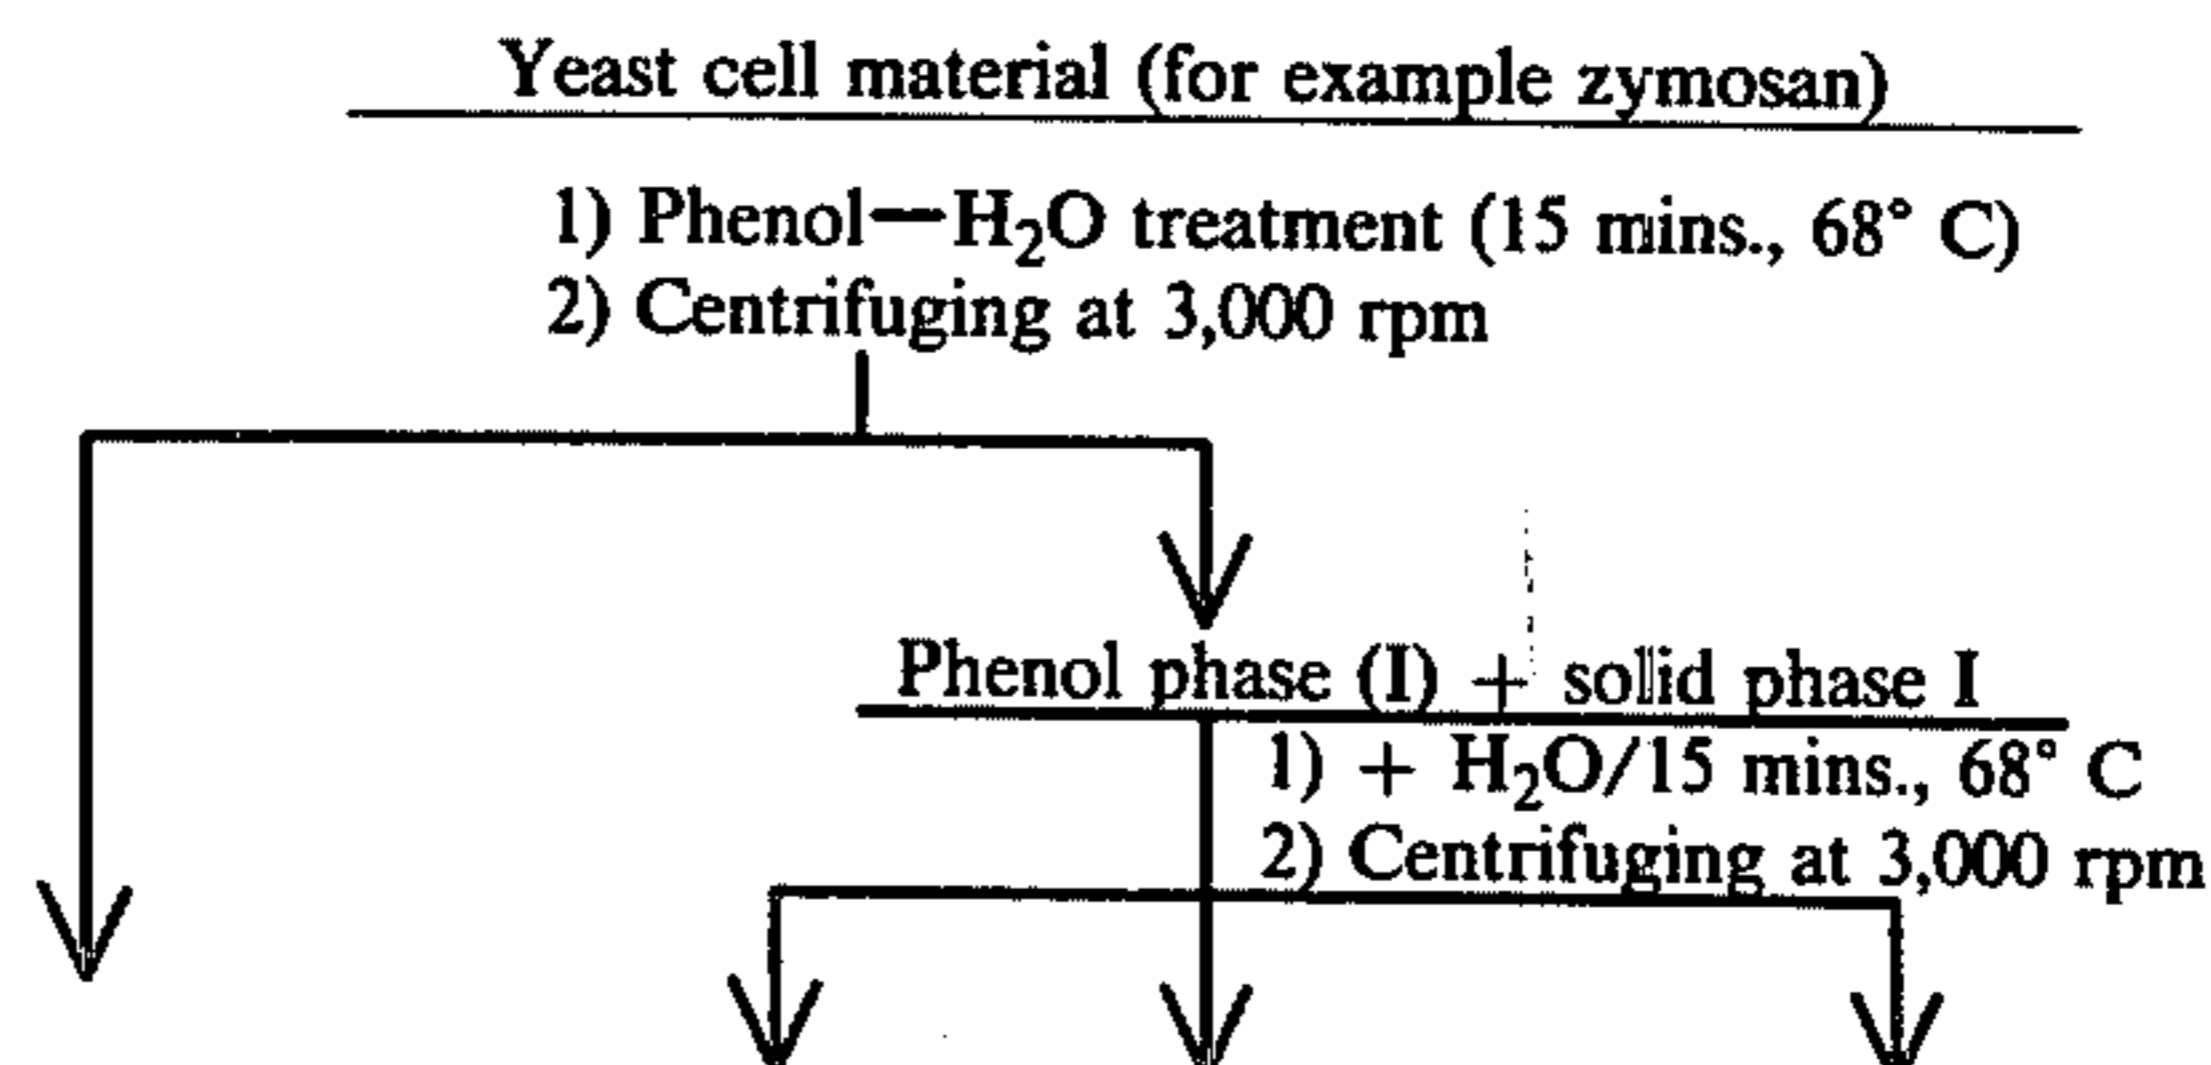 Yeast cell material (for example zymosan)
1) Phenol—H₂O treatment (15 mins., 68° C)
2) Centrifuging at 3,000 rpm
Phenol phase (I) + solid phase I
1) + H₂O/15 mins., 68° C
2) Centrifuging at 3,000 rpm